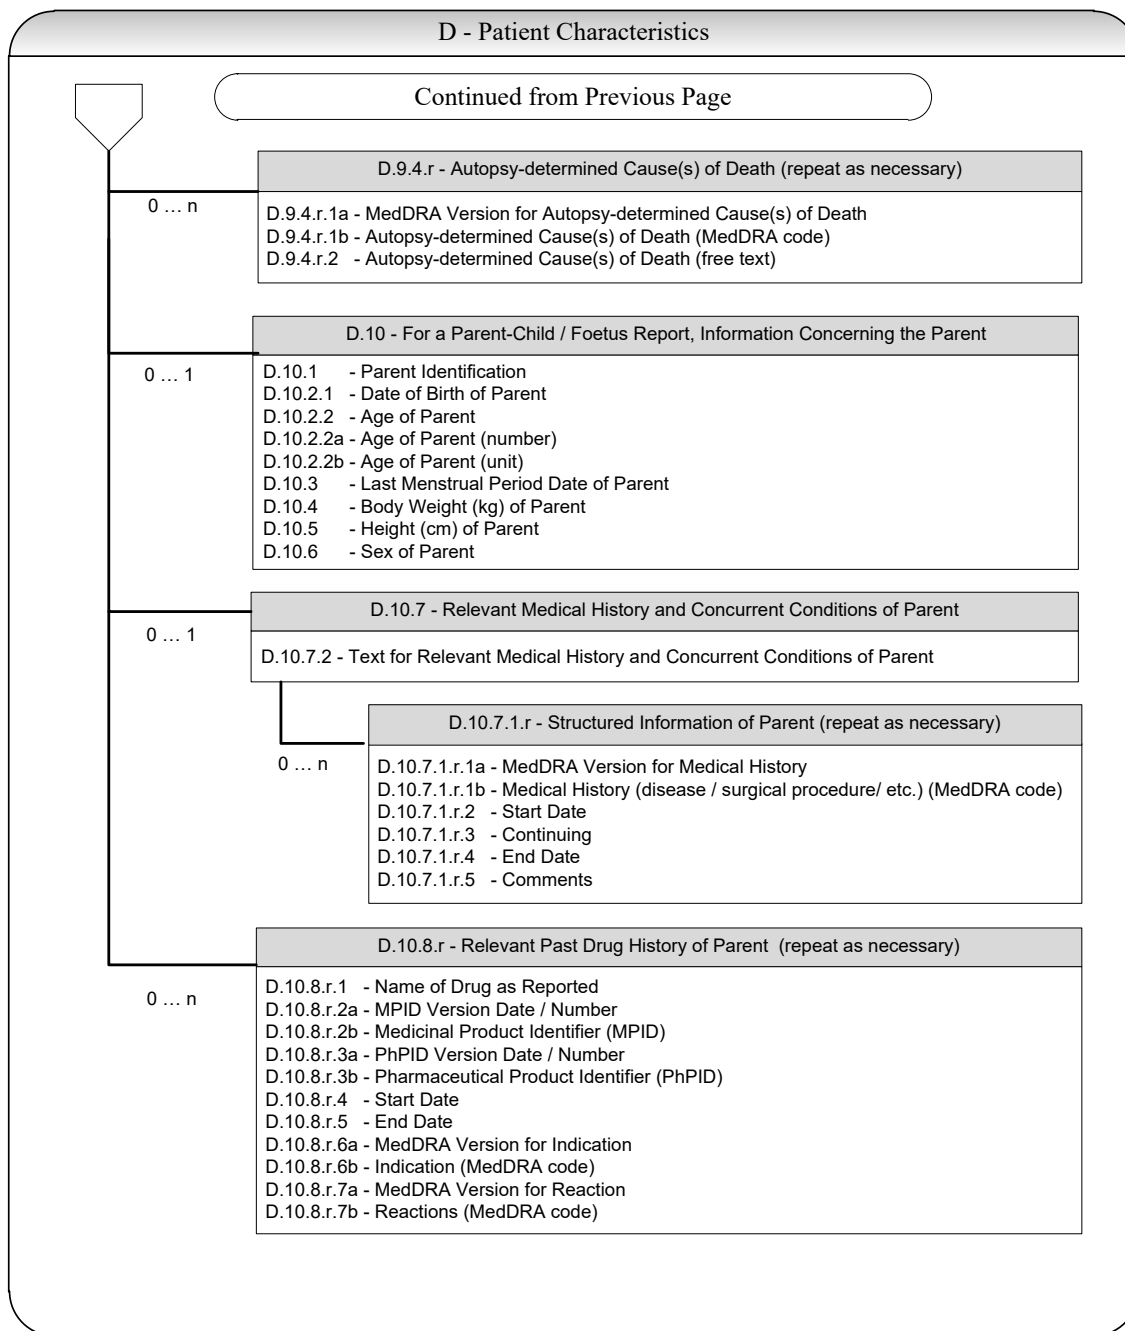 D - Patient Characteristics
Continued from Previous Page
D.9.4.r - Autopsy-determined Cause(s) of Death (repeat as necessary)
0 … n
D.9.4.r.1a - MedDRA Version for Autopsy-determined Cause(s) of Death
D.9.4.r.1b - Autopsy-determined Cause(s) of Death (MedDRA code)
D.9.4.r.2 - Autopsy-determined Cause(s) of Death (free text)
D.10 - For a Parent-Child / Foetus Report, Information Concerning the Parent
0 … 1
D.10.1 - Parent Identification
D.10.2.1 - Date of Birth of Parent
D.10.2.2 - Age of Parent
D.10.2.2a - Age of Parent (number)
D.10.2.2b - Age of Parent (unit)
D.10.3 - Last Menstrual Period Date of Parent
D.10.4 - Body Weight (kg) of Parent
D.10.5 - Height (cm) of Parent
D.10.6 - Sex of Parent
D.10.7 - Relevant Medical History and Concurrent Conditions of Parent
0 … 1
D.10.7.2 - Text for Relevant Medical History and Concurrent Conditions of Parent
D.10.7.1.r - Structured Information of Parent (repeat as necessary)
0 … n
D.10.7.1.r.1a - MedDRA Version for Medical History
D.10.7.1.r.1b - Medical History (disease / surgical procedure/ etc.) (MedDRA code)
D.10.7.1.r.2 - Start Date
D.10.7.1.r.3 - Continuing
D.10.7.1.r.4 - End Date
D.10.7.1.r.5 - Comments
D.10.8.r - Relevant Past Drug History of Parent (repeat as necessary)
0 … n
D.10.8.r.1 - Name of Drug as Reported
D.10.8.r.2a - MPID Version Date / Number
D.10.8.r.2b - Medicinal Product Identifier (MPID)
D.10.8.r.3a - PhPID Version Date / Number
D.10.8.r.3b - Pharmaceutical Product Identifier (PhPID)
D.10.8.r.4 - Start Date
D.10.8.r.5 - End Date
D.10.8.r.6a - MedDRA Version for Indication
D.10.8.r.6b - Indication (MedDRA code)
D.10.8.r.7a - MedDRA Version for Reaction
D.10.8.r.7b - Reactions (MedDRA code)